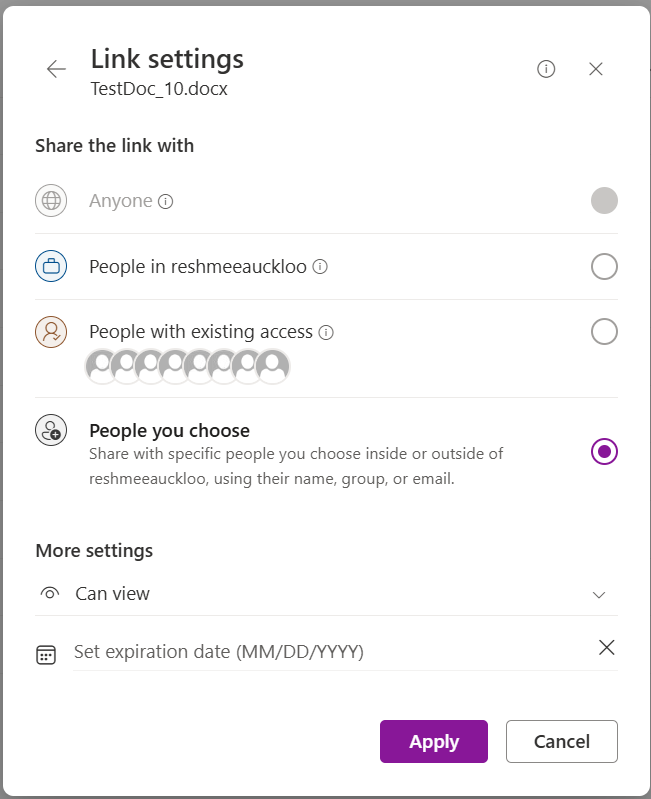 Link settings
TestDoc_10.docx
Share the link with
Anyone
People in reshmeeauckloo
People with existing access
People you choose
Share with specific people you choose inside or outside of
reshmeeauckloo, using their name, group, or email.
More settings
Can view
Set expiration date (MM/DD/YYYY)
Apply
Cancel